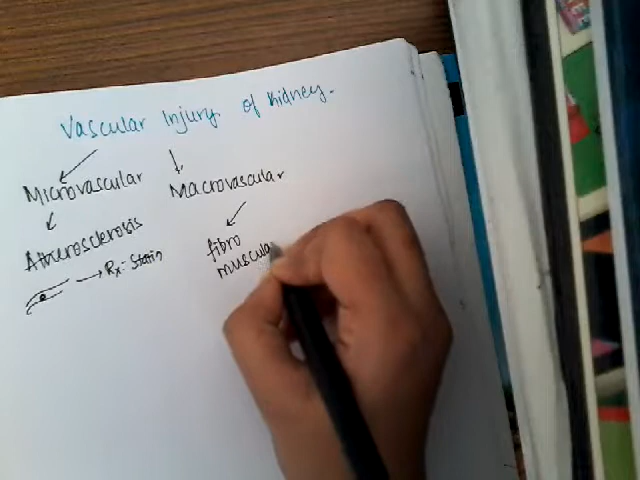 Vascular Injury of Kidney.
Microvascular
Macrovascular
Atherosclerosis
Rx: Statin
fibro
muscula